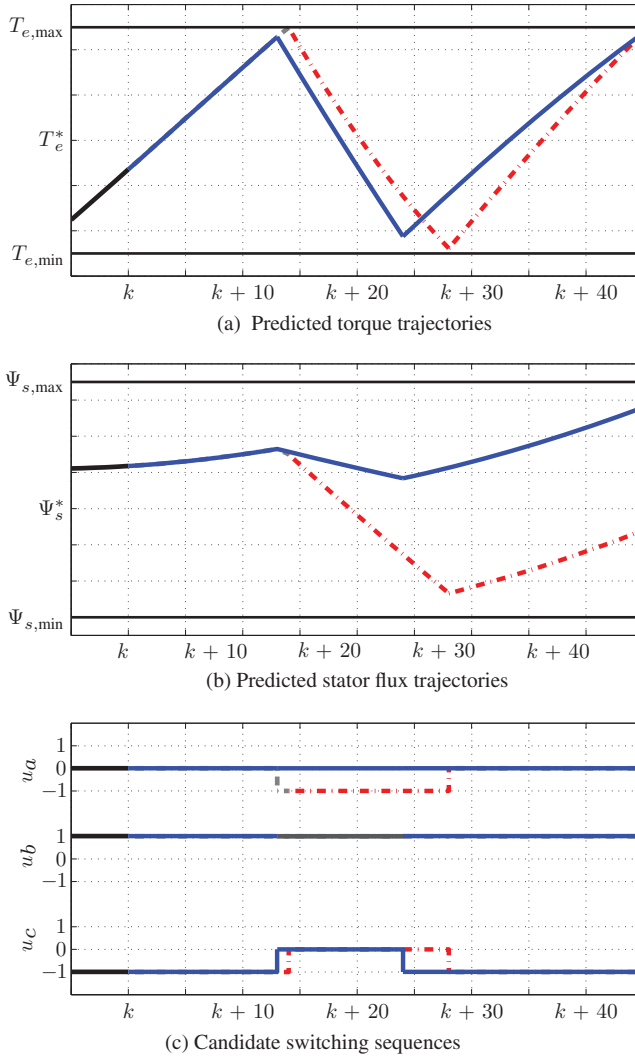 T_{e,max}
T_e^*
T_{e,min}
k k + 10 k + 20 k + 30 k + 40
(a) Predicted torque trajectories
Ψ_{s,max}
Ψ_s^*
Ψ_{s,min}
k k + 10 k + 20 k + 30 k + 40
(b) Predicted stator flux trajectories
u_a
1
0
−1
u_b
1
0
−1
u_c
1
0
−1
k k + 10 k + 20 k + 30 k + 40
(c) Candidate switching sequences